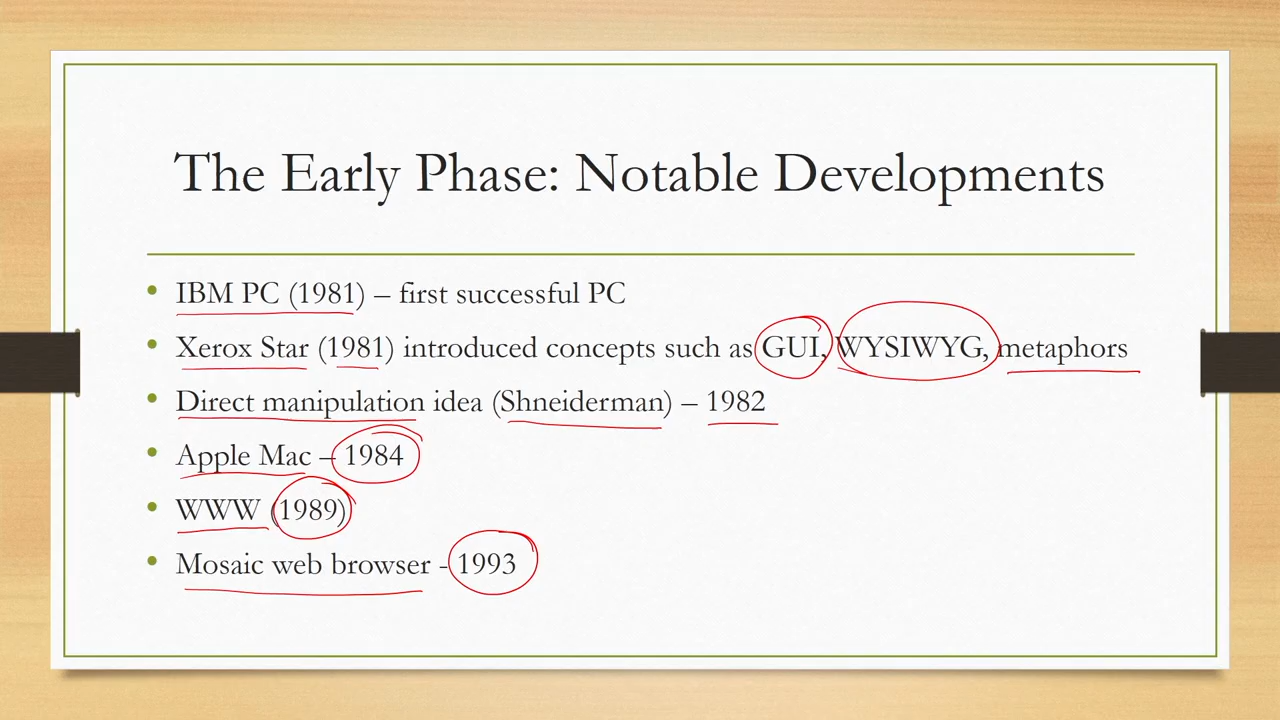 The Early Phase: Notable Developments
• IBM PC (1981) – first successful PC
• Xerox Star (1981) introduced concepts such as GUI, WYSIWYG, metaphors
• Direct manipulation idea (Shneiderman) – 1982
• Apple Mac – 1984
• WWW (1989)
• Mosaic web browser - 1993